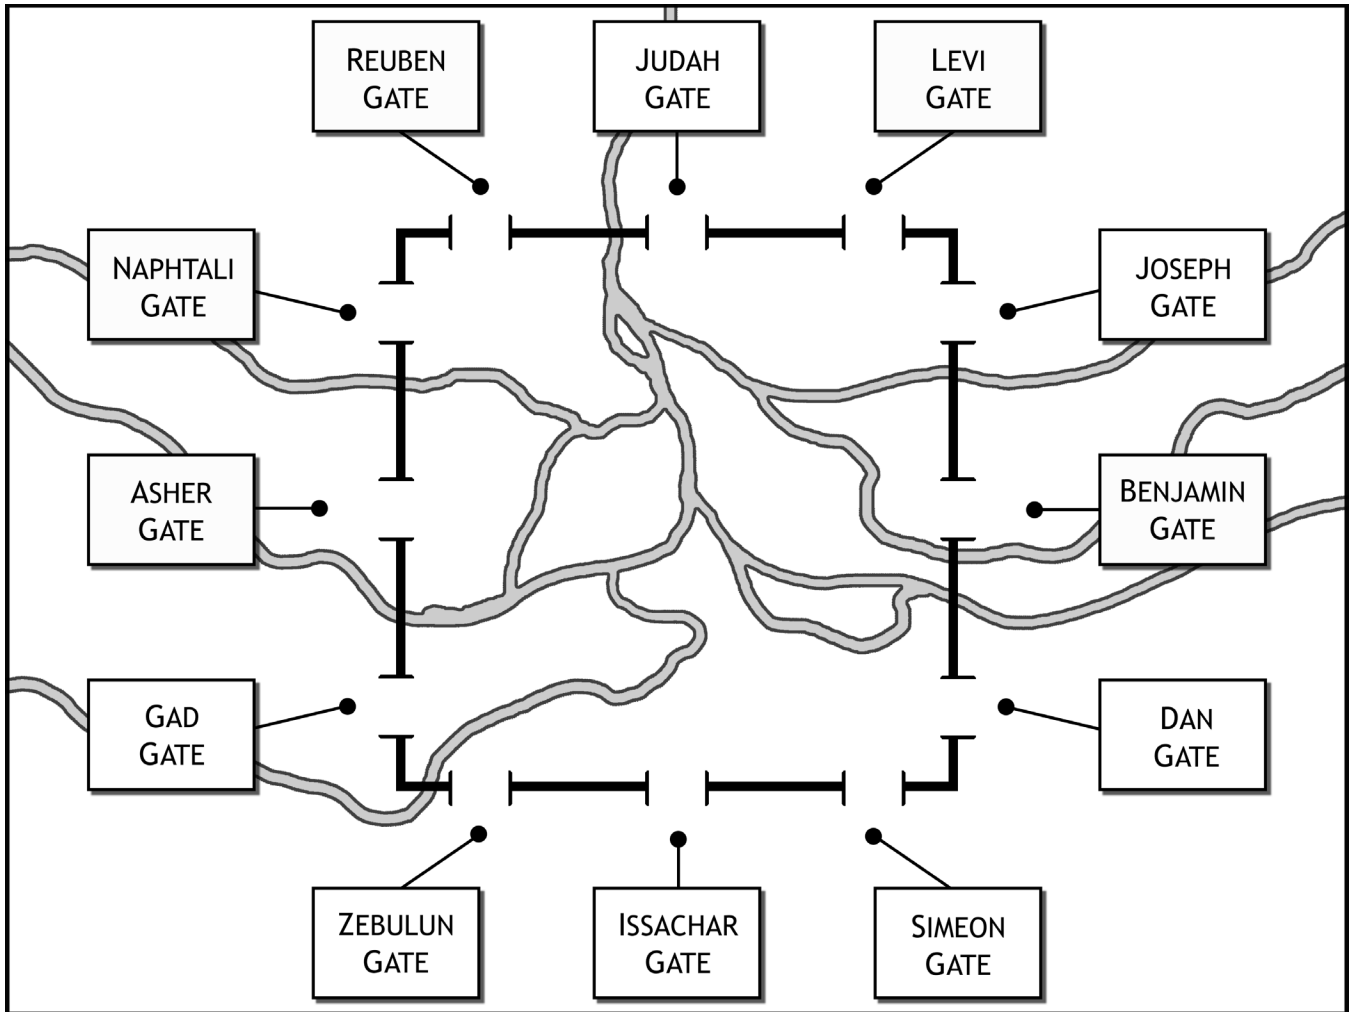 REUBEN
GATE
JUDAH
GATE
LEVI
GATE
NAPHTALI
GATE
JOSEPH
GATE
ASHER
GATE
BENJAMIN
GATE
GAD
GATE
DAN
GATE
ZEBULUN
GATE
ISSACHAR
GATE
SIMEON
GATE